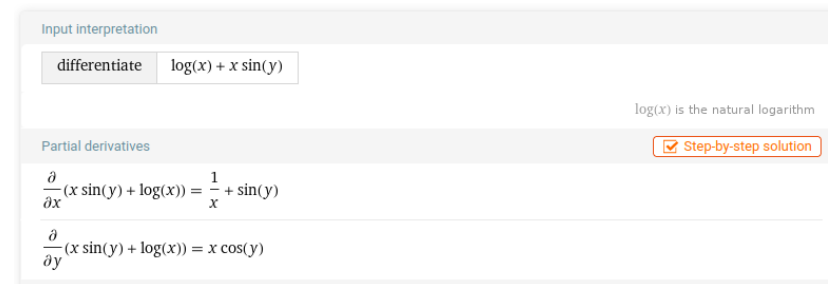 Input interpretation
differentiate log(x) + x sin(y)
log(x) is the natural logarithm
Partial derivatives Step-by-step solution
∂/∂x (x sin(y) + log(x)) = 1/x + sin(y)
∂/∂y (x sin(y) + log(x)) = x cos(y)